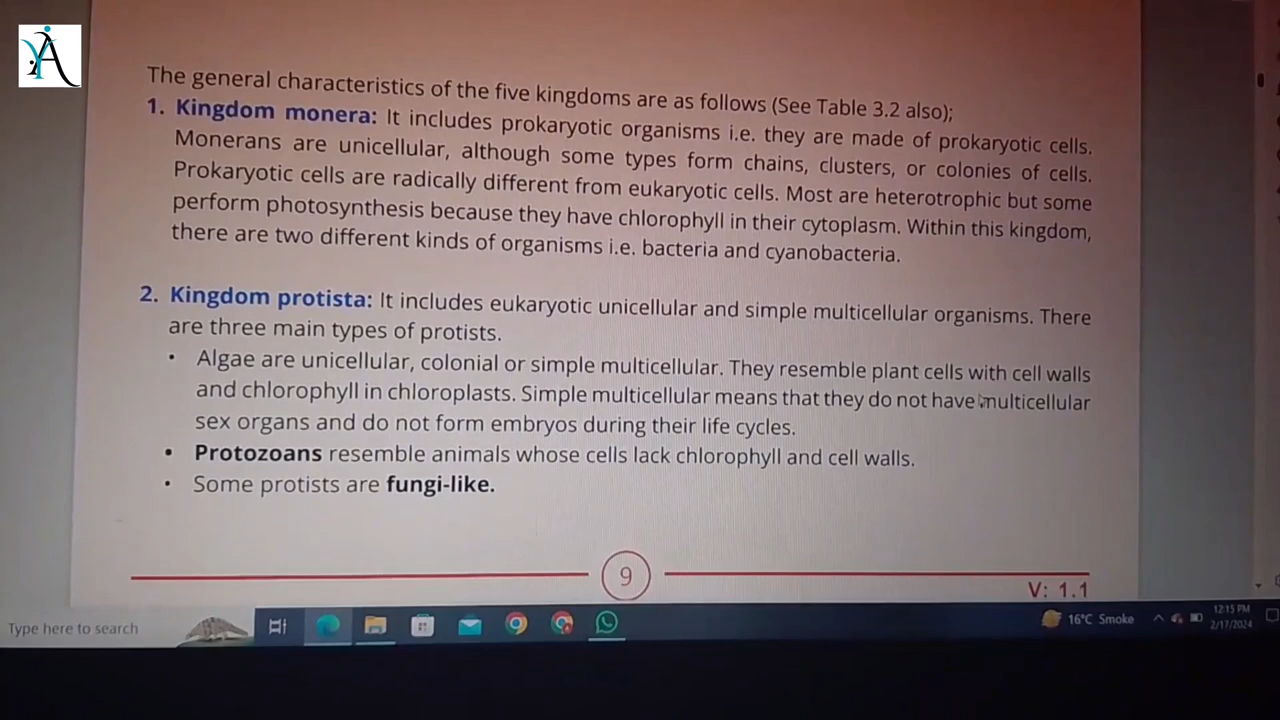 The general characteristics of the five kingdoms are as follows (See Table 3.2 also);
1. Kingdom monera: It includes prokaryotic organisms i.e. they are made of prokaryotic cells.
Monerans are unicellular, although some types form chains, clusters, or colonies of cells.
Prokaryotic cells are radically different from eukaryotic cells. Most are heterotrophic but some
perform photosynthesis because they have chlorophyll in their cytoplasm. Within this kingdom,
there are two different kinds of organisms i.e. bacteria and cyanobacteria.
2. Kingdom protista: It includes eukaryotic unicellular and simple multicellular organisms. There
are three main types of protists.
• Algae are unicellular, colonial or simple multicellular. They resemble plant cells with cell walls
and chlorophyll in chloroplasts. Simple multicellular means that they do not have multicellular
sex organs and do not form embryos during their life cycles.
• Protozoans resemble animals whose cells lack chlorophyll and cell walls.
• Some protists are fungi-like.
9
V: 1.1
Type here to search
16°C Smoke
12:15 PM
2/17/2024